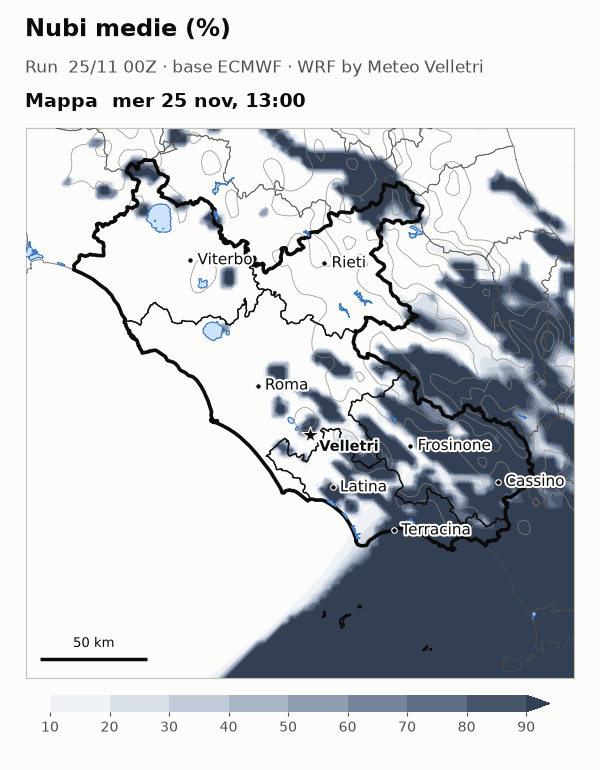 Nubi medie (%)
Run  25/11 00Z · base ECMWF · WRF by Meteo Velletri
Mappa  mer 25 nov, 13:00
Viterbo
Rieti
Roma
Velletri
Frosinone
Latina
Cassino
Terracina
50 km
10 20 30 40 50 60 70 80 90